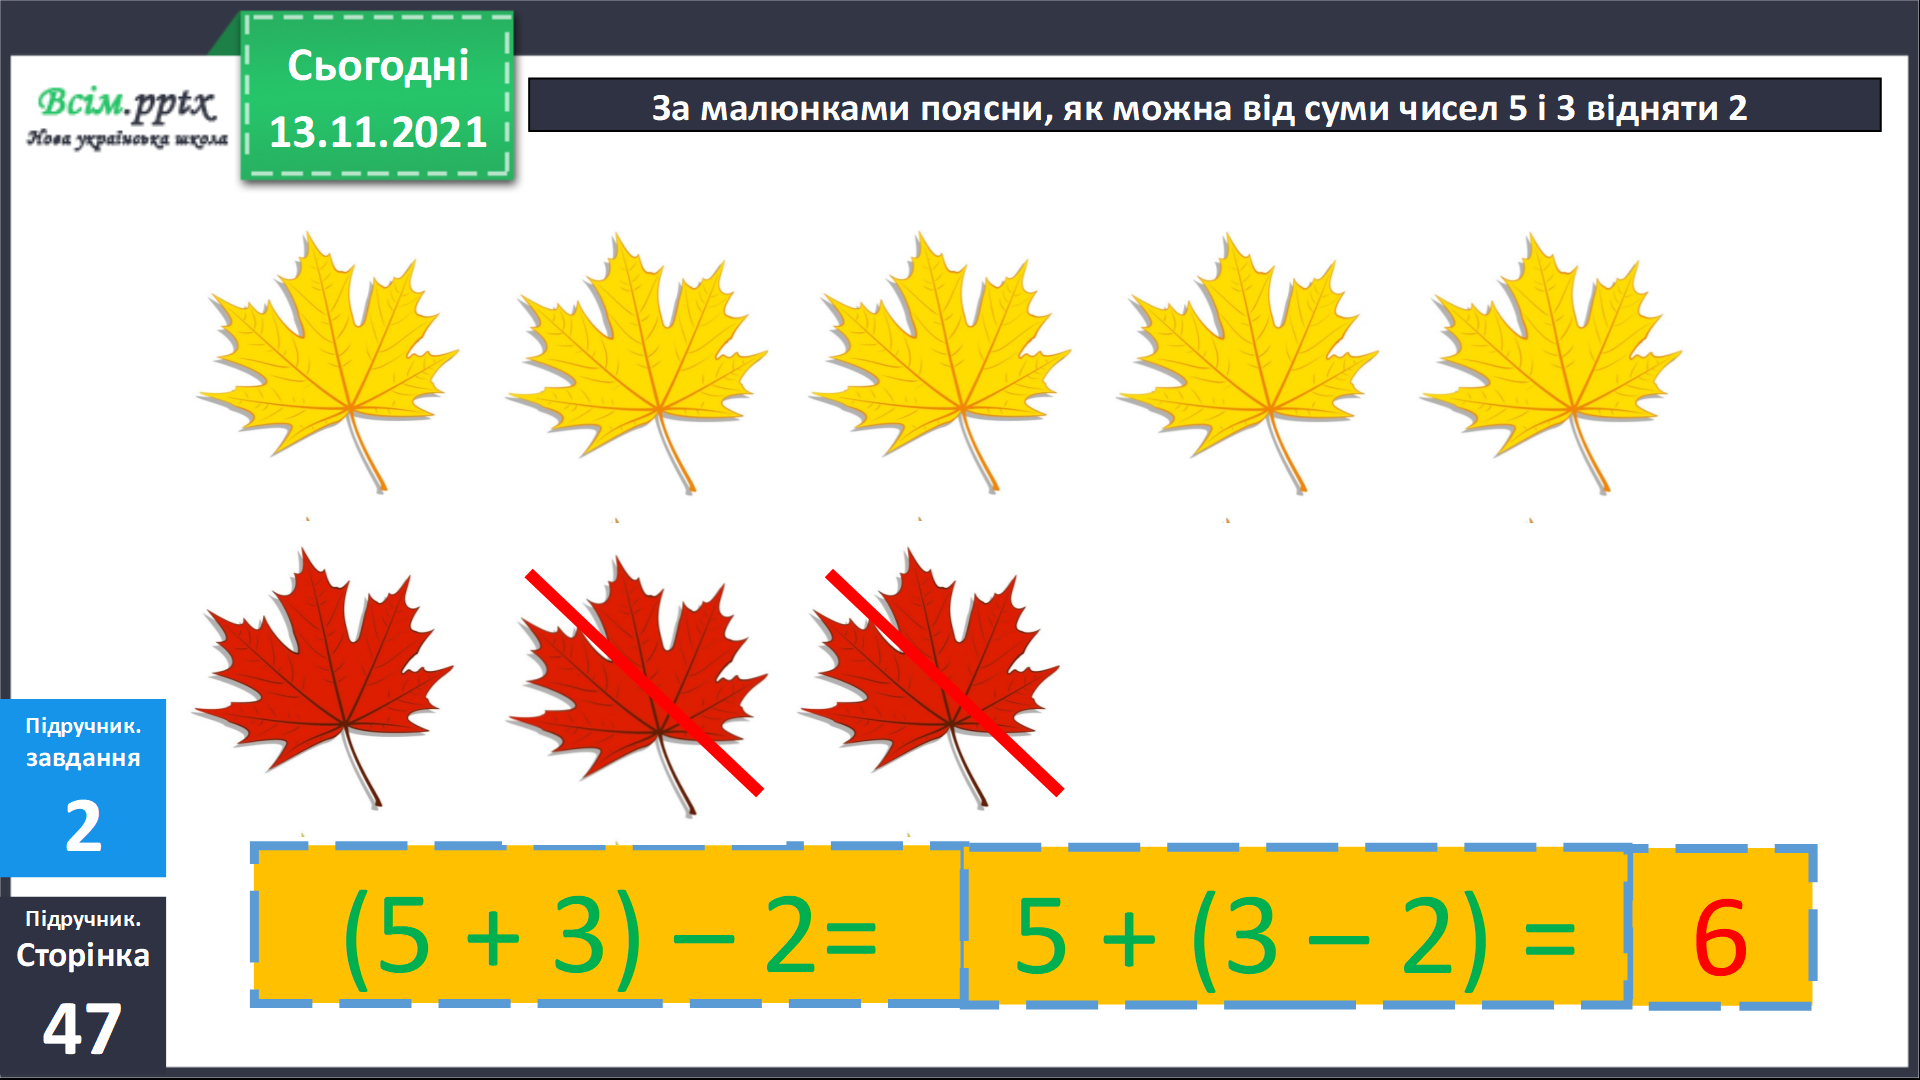 Всім.pptx
Нова українська школа
Сьогодні
13.11.2021
За малюнками поясни, як можна від суми чисел 5 і 3 відняти 2
Підручник.
завдання
2
Підручник.
Сторінка
47
(5 + 3) – 2= 5 + (3 – 2) = 6